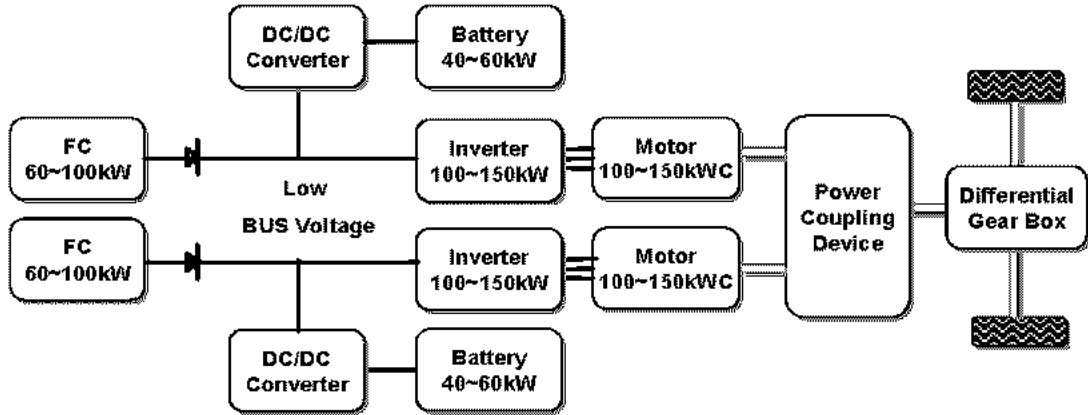 DC/DC
Converter
Battery
40~60kW
FC
60~100kW
Inverter
100~150kW
Motor
100~150kWC
Low
BUS Voltage
FC
60~100kW
Inverter
100~150kW
Motor
100~150kWC
Power
Coupling
Device
Differential
Gear Box
DC/DC
Converter
Battery
40~60kW